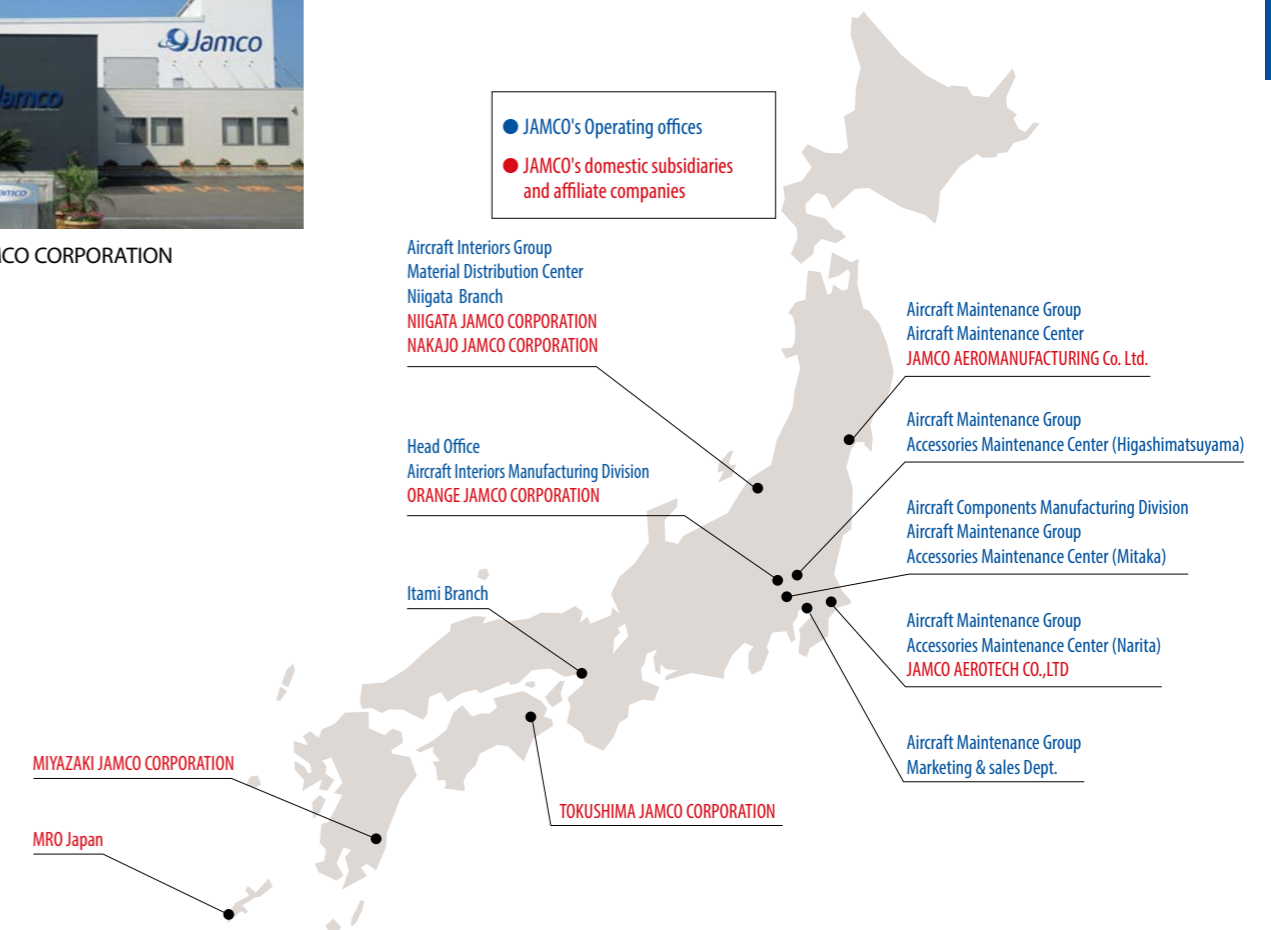 Jamco
Jamco
CORPORATION
JAMCO's Operating offices
JAMCO's domestic subsidiaries
and affiliate companies
Aircraft Interiors Group
Material Distribution Center
Niigata Branch
NIIGATA JAMCO CORPORATION
NAKAJO JAMCO CORPORATION
Head Office
Aircraft Interiors Manufacturing Division
ORANGE JAMCO CORPORATION
Itami Branch
MIYAZAKI JAMCO CORPORATION
MRO Japan
TOKUSHIMA JAMCO CORPORATION
Aircraft Maintenance Group
Aircraft Maintenance Center
JAMCO AEROMANUFACTURING Co. Ltd.
Aircraft Maintenance Group
Accessories Maintenance Center (Higashimatsuyama)
Aircraft Components Manufacturing Division
Aircraft Maintenance Group
Accessories Maintenance Center (Mitaka)
Aircraft Maintenance Group
Accessories Maintenance Center (Narita)
JAMCO AEROTECH CO.,LTD
Aircraft Maintenance Group
Marketing & sales Dept.